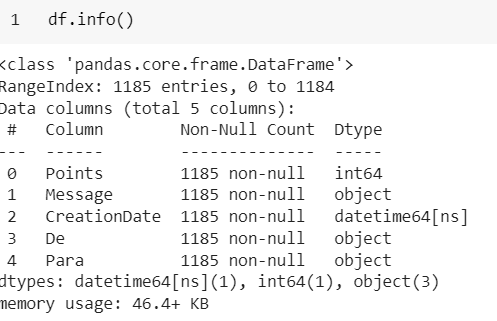 1 df.info()
<class 'pandas.core.frame.DataFrame'>
RangeIndex: 1185 entries, 0 to 1184
Data columns (total 5 columns):
# Column Non-Null Count Dtype
--- ------ -------------- -----
0 Points 1185 non-null int64
1 Message 1185 non-null object
2 CreationDate 1185 non-null datetime64[ns]
3 De 1185 non-null object
4 Para 1185 non-null object
dtypes: datetime64[ns](1), int64(1), object(3)
memory usage: 46.4+ KB